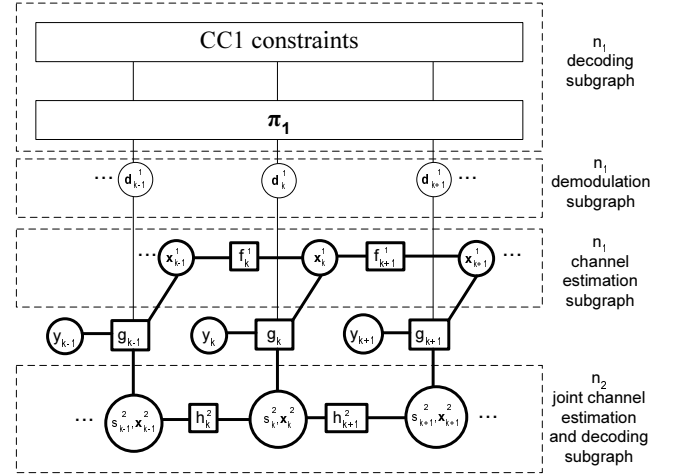 CC1 constraints
n₁
decoding
subgraph
π₁
··· d¹ₖ₋₁ d¹ₖ d¹ₖ₊₁ ···
n₁
demodulation
subgraph
··· x¹ₖ₋₁ f¹ₖ x¹ₖ f¹ₖ₊₁ x¹ₖ₊₁ ···
n₁
channel
estimation
subgraph
yₖ₋₁ gₖ₋₁ yₖ gₖ yₖ₊₁ gₖ₊₁
··· s²ₖ₋₁,x²ₖ₋₁ h²ₖ s²ₖ,x²ₖ h²ₖ₊₁ s²ₖ₊₁,x²ₖ₊₁ ···
n₂
joint channel
estimation
and decoding
subgraph